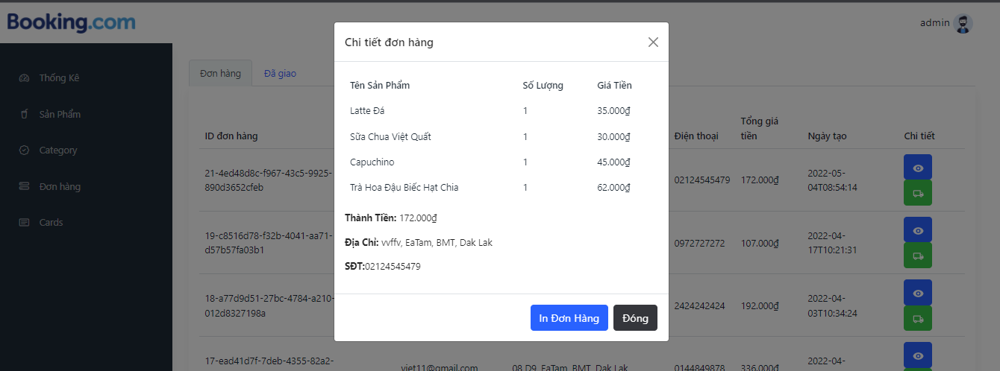 Booking.com
admin
Chi tiết đơn hàng
Thống Kê
Sản Phẩm
Category
Đơn hàng
Cards
Đơn hàng Đã giao
Tên Sản Phẩm Số Lượng Giá Tiền
Latte Đá 1 35.000₫
Sữa Chua Việt Quất 1 30.000₫
Capuchino 1 45.000₫
Trà Hoa Đậu Biếc Hạt Chia 1 62.000₫
Thành Tiền: 172.000₫
Địa Chỉ: vvffv, EaTam, BMT, Dak Lak
SĐT:02124545479
In Đơn Hàng Đóng
ID đơn hàng Điện thoại Tổng giá tiền Ngày tạo Chi tiết
21-4ed48d8c-f967-43c5-9925-
890d3652cfeb
02124545479 172.000₫ 2022-05-
04T08:54:14
19-c8516d78-f32b-4041-aa71-
d57b57fa03b1
0972727272 107.000₫ 2022-04-
17T10:21:31
18-a77d9d51-27bc-4784-a210-
012d8327198a
2424242424 192.000₫ 2022-04-
03T10:34:24
17-ead41d7f-7deb-4355-82a2-
viet11@gmail.com 08 D9, EaTam, BMT, Dak Lak 0144849878 336.000₫ 2022-04-